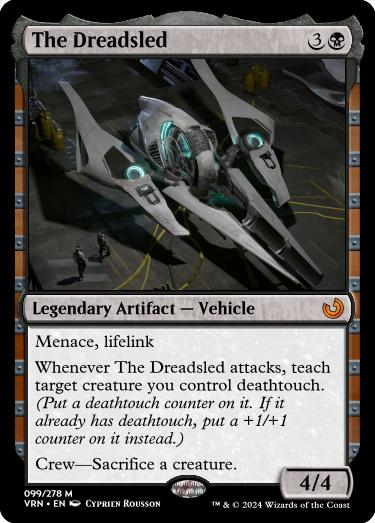 The Dreadsled 3
Legendary Artifact — Vehicle
Menace, lifelink
Whenever The Dreadsled attacks, teach
target creature you control deathtouch.
(Put a deathtouch counter on it. If it
already has deathtouch, put a +1/+1
counter on it instead.)
Crew—Sacrifice a creature.
4/4
099/278 M
VRN • EN Cyprien Rousson ™ & © 2024 Wizards of the Coast